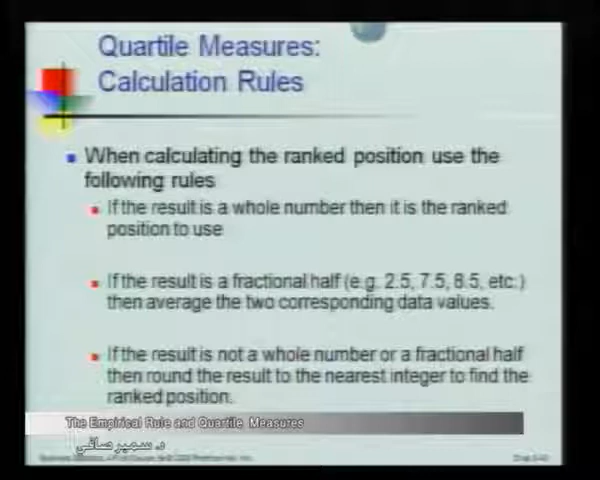 Quartile Measures:
Calculation Rules
When calculating the ranked position use the
following rules
If the result is a whole number then it is the ranked
position to use
If the result is a fractional half (e.g. 2.5, 7.5, 8.5, etc.)
then average the two corresponding data values.
If the result is not a whole number or a fractional half
then round the result to the nearest integer to find the
ranked position.
The Empirical Rule and Quartile Measures
د. سمير صافي